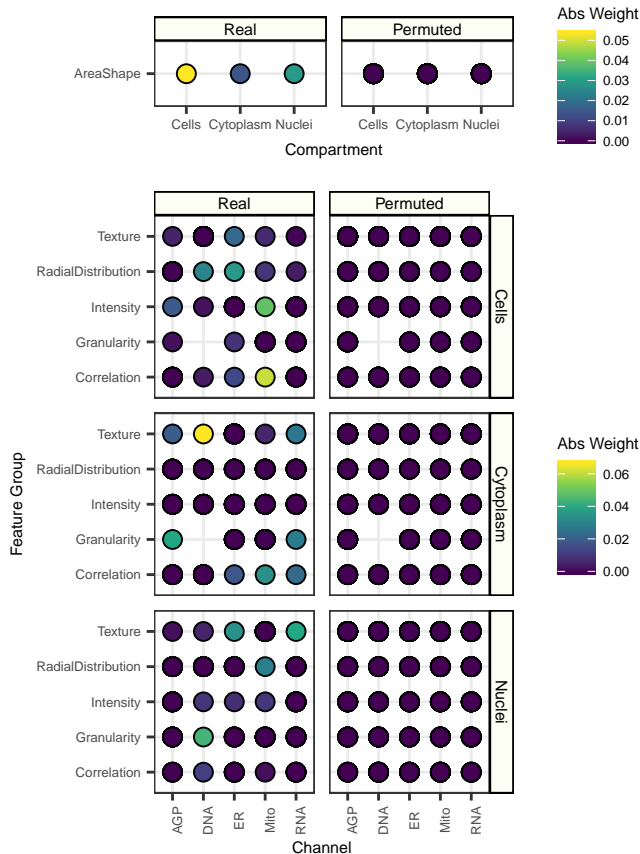 Real Permuted
AreaShape
Cells Cytoplasm Nuclei Cells Cytoplasm Nuclei
Compartment
Abs Weight
0.05
0.04
0.03
0.02
0.01
0.00
Real Permuted
Feature Group
Texture
RadialDistribution
Intensity
Granularity
Correlation
Cells
Texture
RadialDistribution
Intensity
Granularity
Correlation
Cytoplasm
Texture
RadialDistribution
Intensity
Granularity
Correlation
Nuclei
AGP DNA ER Mito RNA AGP DNA ER Mito RNA
Channel
Abs Weight
0.06
0.04
0.02
0.00